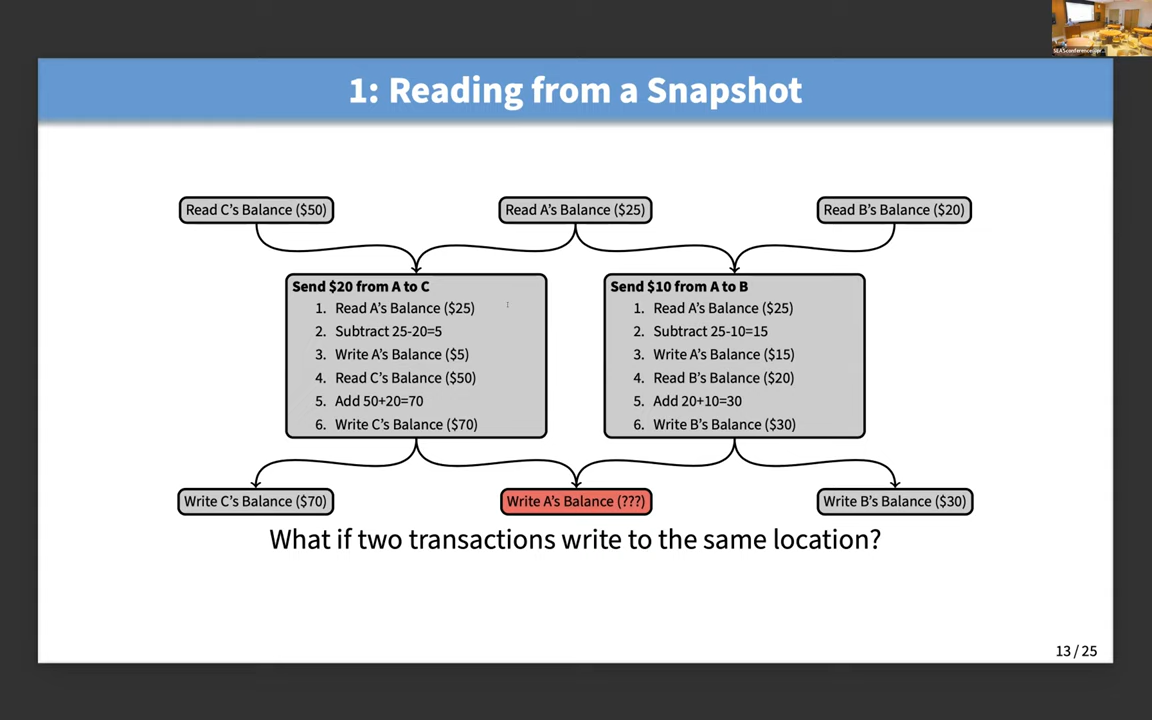 1: Reading from a Snapshot
Read C's Balance ($50)
Read A's Balance ($25)
Read B's Balance ($20)
Send $20 from A to C
1. Read A's Balance ($25)
2. Subtract 25-20=5
3. Write A's Balance ($5)
4. Read C's Balance ($50)
5. Add 50+20=70
6. Write C's Balance ($70)
Send $10 from A to B
1. Read A's Balance ($25)
2. Subtract 25-10=15
3. Write A's Balance ($15)
4. Read B's Balance ($20)
5. Add 20+10=30
6. Write B's Balance ($30)
Write C's Balance ($70)
Write A's Balance (???)
Write B's Balance ($30)
What if two transactions write to the same location?
13 / 25